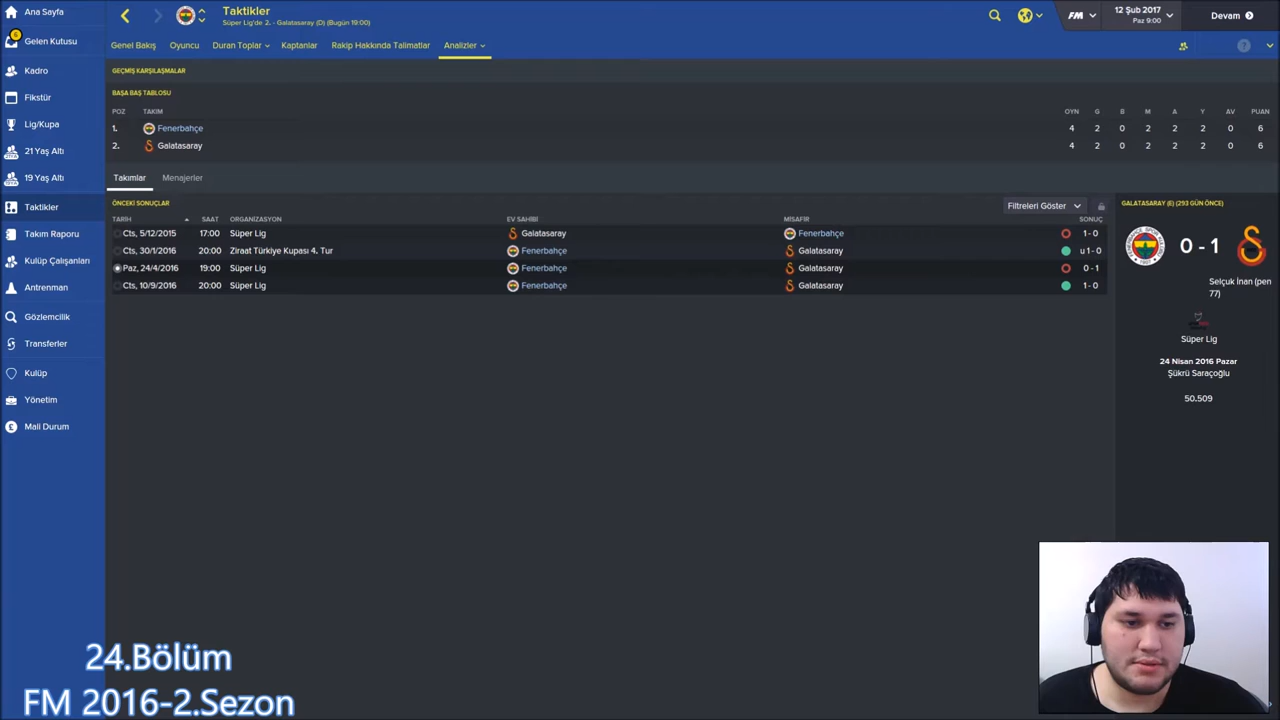 Ana Sayfa
6
Gelen Kutusu
Kadro
Fikstür
Lig/Kupa
21 Yaş Altı
19 Yaş Altı
Taktikler
Takım Raporu
Kulüp Çalışanları
Antrenman
Gözlemcilik
Transferler
Kulüp
Yönetim
Mali Durum
Taktikler
Süper Lig'de 2. - Galatasaray (D) (Bugün 19:00)
FM
12 Şub 2017
Paz 9:00
Devam
Genel Bakış Oyuncu Duran Toplar Kaptanlar Rakip Hakkında Talimatlar Analizler
GEÇMİŞ KARŞILAŞMALAR
BAŞA BAŞ TABLOSU
POZ TAKIM OYN G B M A Y AV PUAN
1. Fenerbahçe 4 2 0 2 2 2 0 6
2. Galatasaray 4 2 0 2 2 2 0 6
Takımlar Menajerler
ÖNCEKİ SONUÇLAR Filtreleri Göster
TARİH SAAT ORGANİZASYON EV SAHİBİ MİSAFİR SONUÇ
Cts, 5/12/2015 17:00 Süper Lig Galatasaray Fenerbahçe 1-0
Cts, 30/1/2016 20:00 Ziraat Türkiye Kupası 4. Tur Fenerbahçe Galatasaray u 1-0
Paz, 24/4/2016 19:00 Süper Lig Fenerbahçe Galatasaray 0-1
Cts, 10/9/2016 20:00 Süper Lig Fenerbahçe Galatasaray 1-0
GALATASARAY (E) (293 GÜN ÖNCE)
0 - 1
Selçuk İnan (pen
77)
Süper Lig
24 Nisan 2016 Pazar
Şükrü Saraçoğlu
50.509
24.Bölüm
FM 2016-2.Sezon